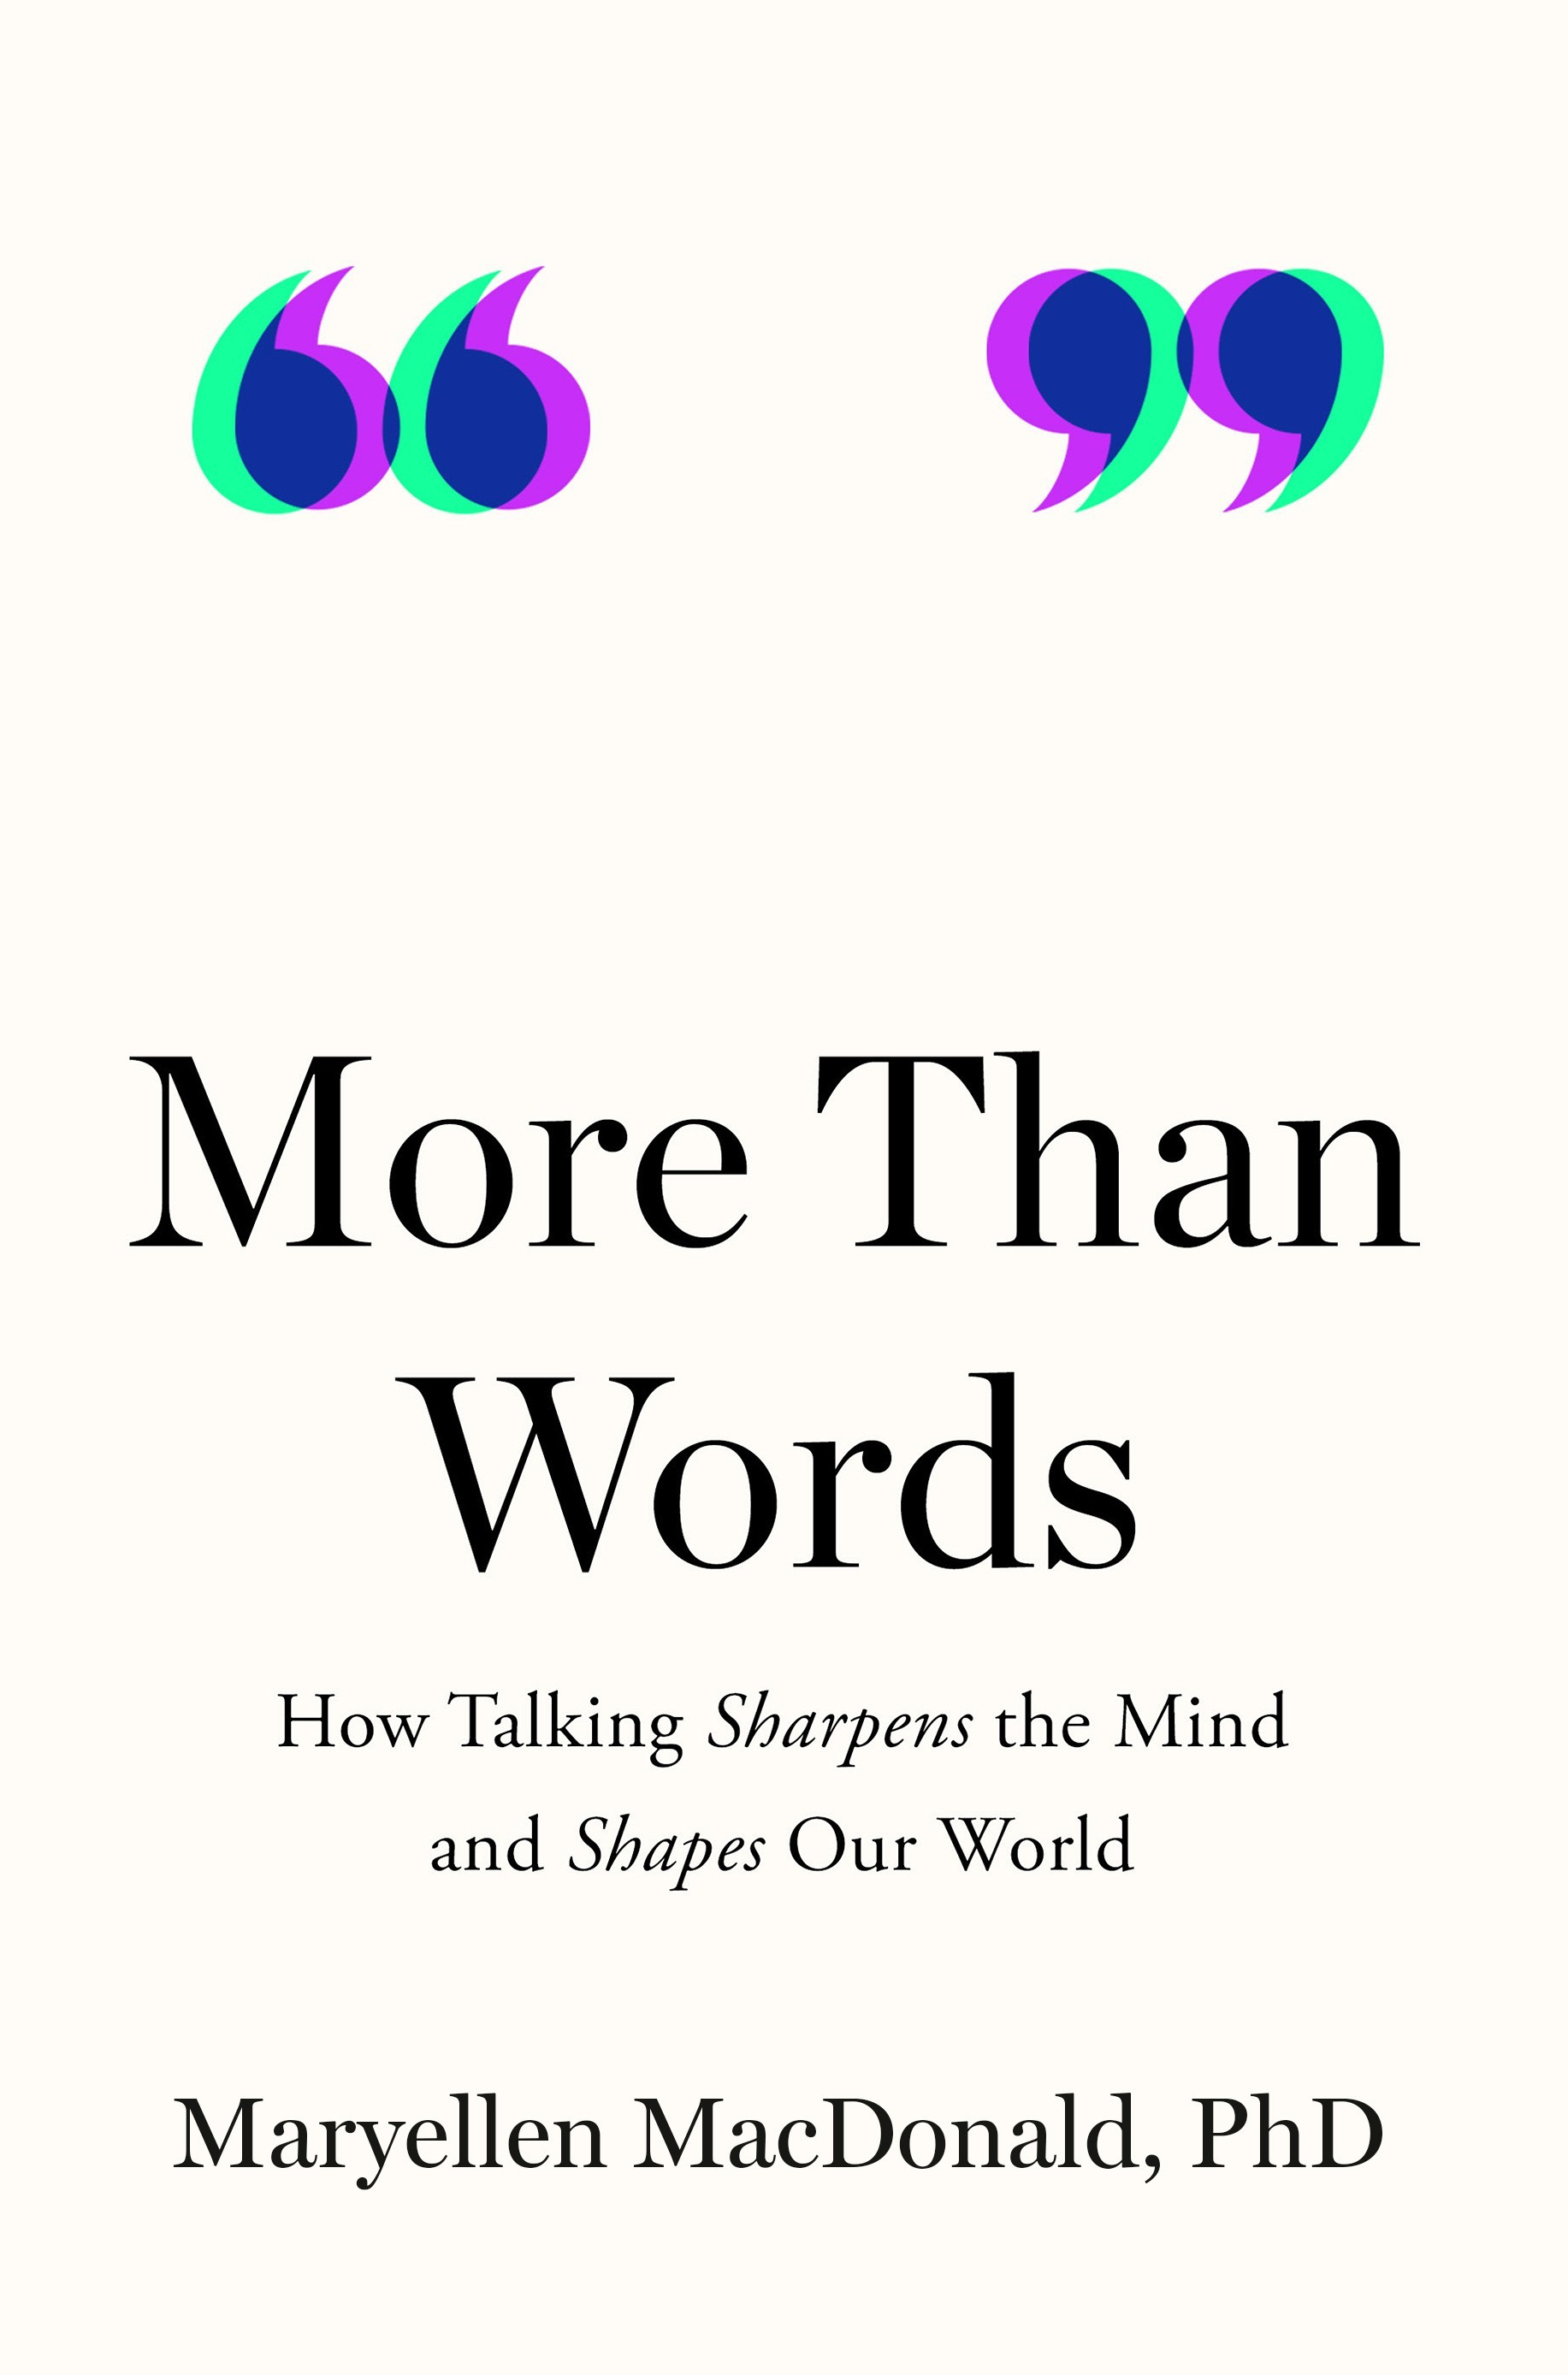 “ ”
More Than
Words
How Talking Sharpens the Mind
and Shapes Our World
Maryellen MacDonald, PhD